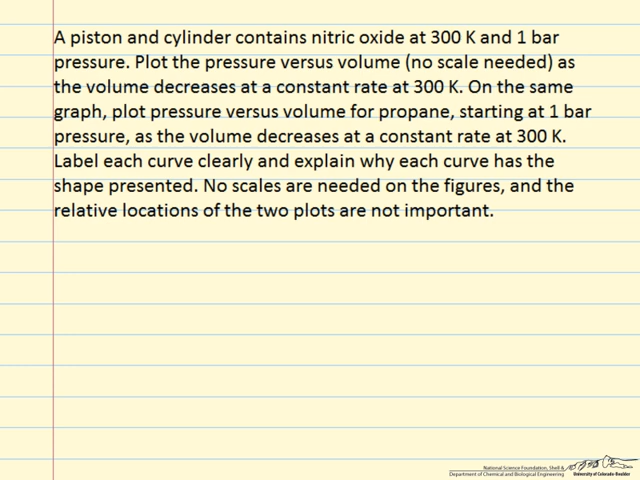 A piston and cylinder contains nitric oxide at 300 K and 1 bar
pressure. Plot the pressure versus volume (no scale needed) as
the volume decreases at a constant rate at 300 K. On the same
graph, plot pressure versus volume for propane, starting at 1 bar
pressure, as the volume decreases at a constant rate at 300 K.
Label each curve clearly and explain why each curve has the
shape presented. No scales are needed on the figures, and the
relative locations of the two plots are not important.
National Science Foundation, Shell &
Department of Chemical and Biological Engineering
University of Colorado Boulder